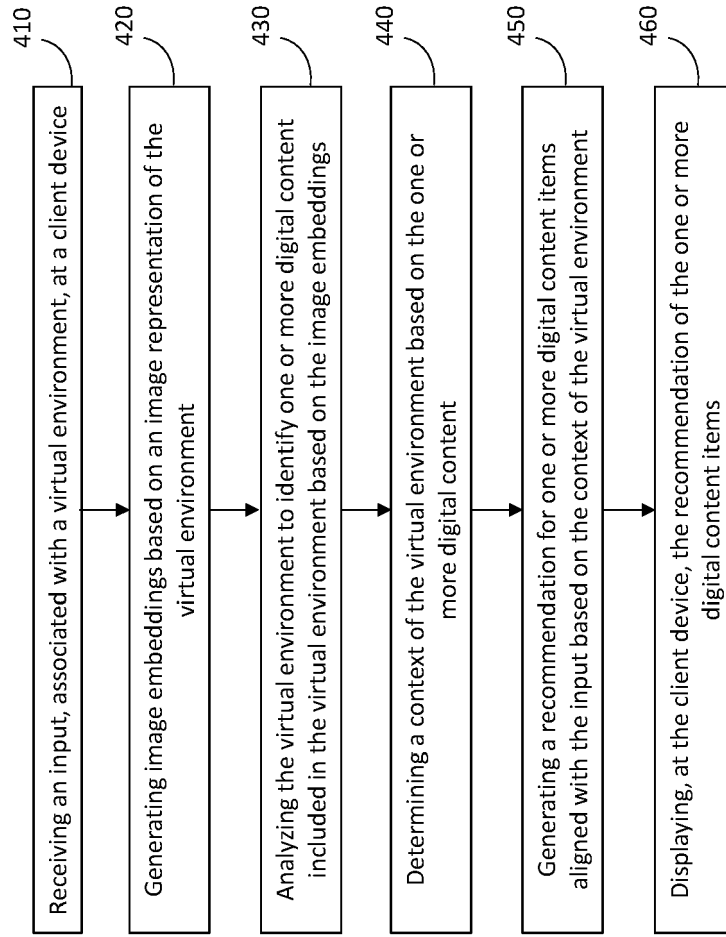 410
Receiving an input, associated with a virtual environment, at a client device
420
Generating image embeddings based on an image representation of the
virtual environment
430
Analyzing the virtual environment to identify one or more digital content
included in the virtual environment based on the image embeddings
440
Determining a context of the virtual environment based on the one or
more digital content
450
Generating a recommendation for one or more digital content items
aligned with the input based on the context of the virtual environment
460
Displaying, at the client device, the recommendation of the one or more
digital content items